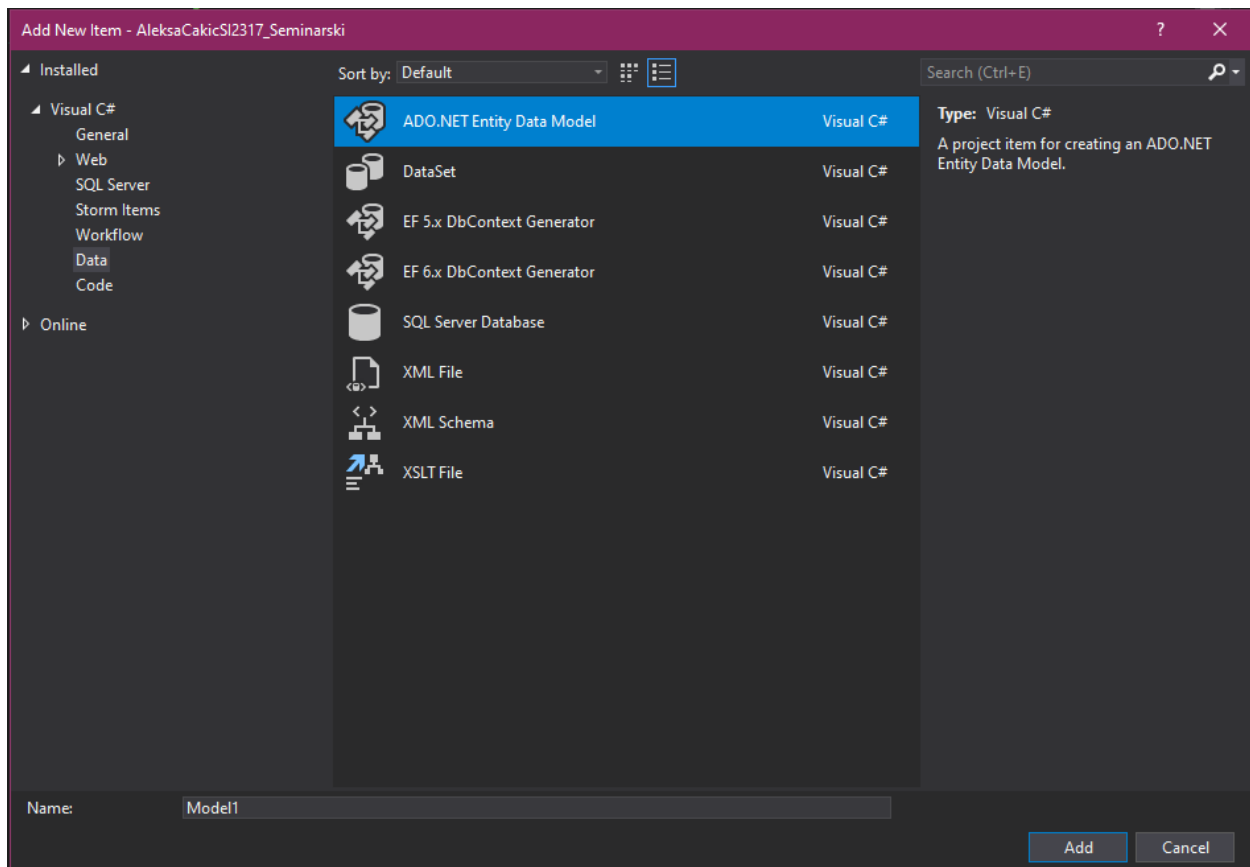 Add New Item - AleksaCakicSI2317_Seminarski
?
Installed
Visual C#
General
Web
SQL Server
Storm Items
Workflow
Data
Code
Online
Sort by: Default
ADO.NET Entity Data Model Visual C#
DataSet Visual C#
EF 5.x DbContext Generator Visual C#
EF 6.x DbContext Generator Visual C#
SQL Server Database Visual C#
XML File Visual C#
XML Schema Visual C#
XSLT File Visual C#
Search (Ctrl+E)
Type: Visual C#
A project item for creating an ADO.NET
Entity Data Model.
Name: Model1
Add Cancel